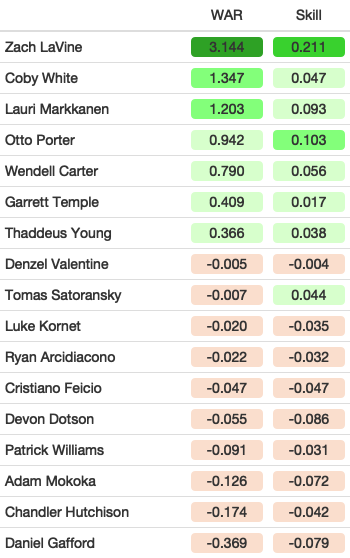 WAR Skill
Zach LaVine 3.144 0.211
Coby White 1.347 0.047
Lauri Markkanen 1.203 0.093
Otto Porter 0.942 0.103
Wendell Carter 0.790 0.056
Garrett Temple 0.409 0.017
Thaddeus Young 0.366 0.038
Denzel Valentine -0.005 -0.004
Tomas Satoransky -0.007 0.044
Luke Kornet -0.020 -0.035
Ryan Arcidiacono -0.022 -0.032
Cristiano Feicio -0.047 -0.047
Devon Dotson -0.055 -0.086
Patrick Williams -0.091 -0.031
Adam Mokoka -0.126 -0.072
Chandler Hutchison -0.174 -0.042
Daniel Gafford -0.369 -0.079